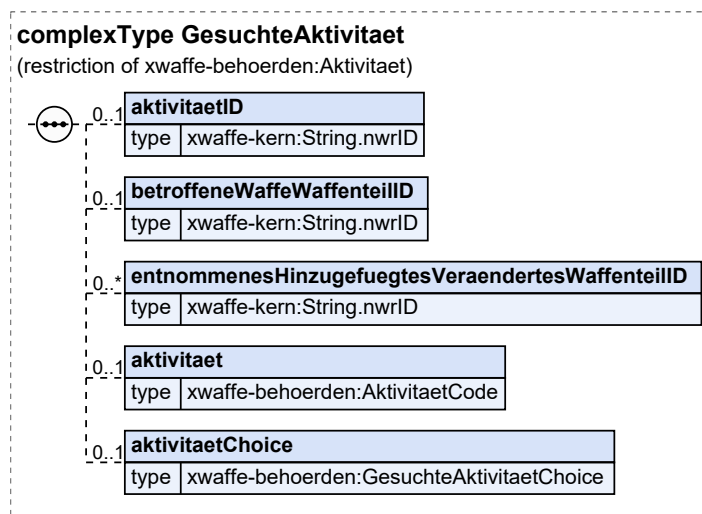 complexType GesuchteAktivitaet
(restriction of xwaffe-behoerden:Aktivitaet)
0..1 aktivitaetID
type xwaffe-kern:String.nwrID
0..1 betroffeneWaffeWaffenteilID
type xwaffe-kern:String.nwrID
0..* entnommenesHinzugefuegtesVeraendertesWaffenteilID
type xwaffe-kern:String.nwrID
0..1 aktivitaet
type xwaffe-behoerden:AktivitaetCode
0..1 aktivitaetChoice
type xwaffe-behoerden:GesuchteAktivitaetChoice